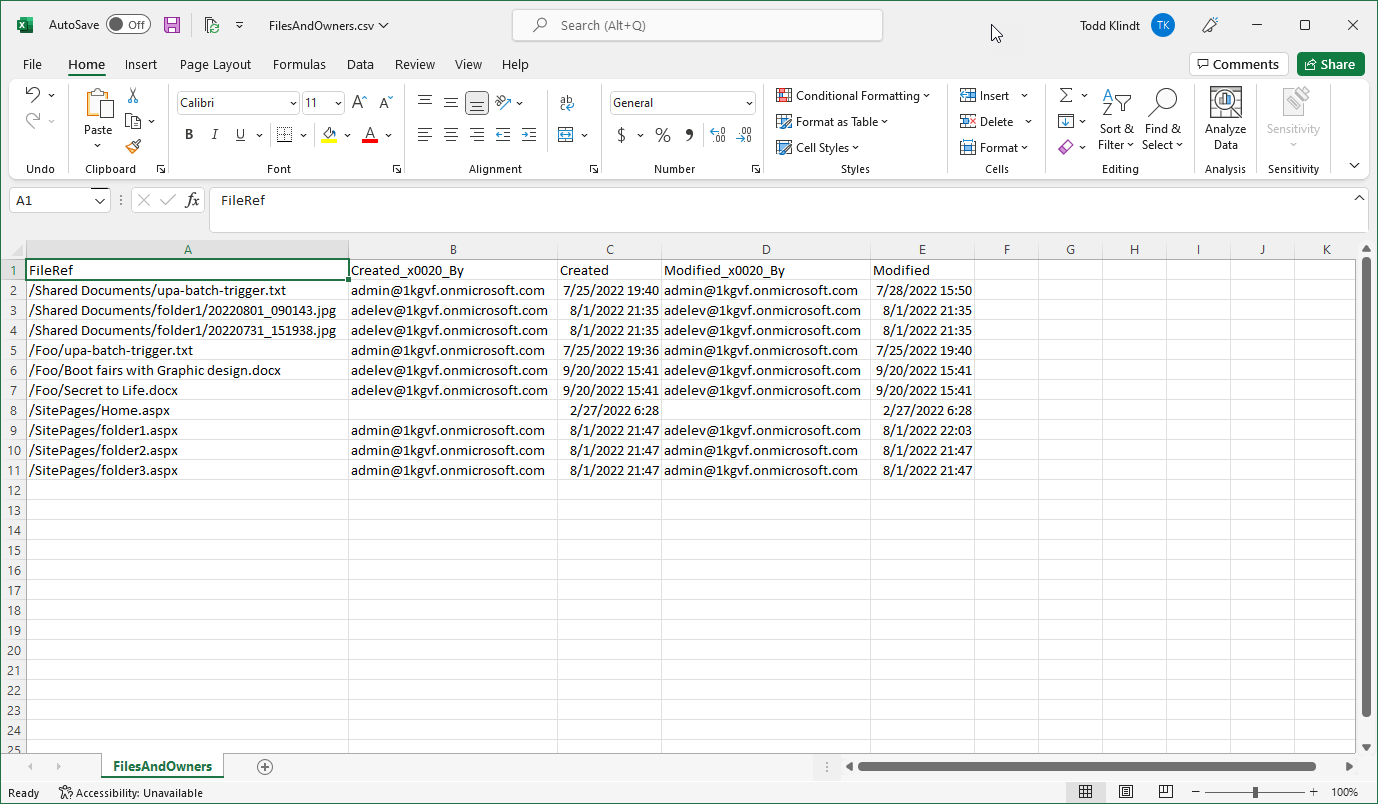 AutoSave Off FilesAndOwners.csv Search (Alt+Q) Todd Klindt TK
File Home Insert Page Layout Formulas Data Review View Help Comments Share
Calibri 11 A A ab General Conditional Formatting Insert
Paste Format as Table Delete Sort & Filter Find & Select Analyze Data Sensitivity
B I U A $ % Cell Styles Format
Undo Clipboard Font Alignment Number Styles Cells Editing Analysis Sensitivity
A1 fx FileRef
A B C D E F G H I J K
1 FileRef Created_x0020_By Created Modified_x0020_By Modified
2 /Shared Documents/upa-batch-trigger.txt admin@1kgvf.onmicrosoft.com 7/25/2022 19:40 admin@1kgvf.onmicrosoft.com 7/28/2022 15:50
3 /Shared Documents/folder1/20220801_090143.jpg adelev@1kgvf.onmicrosoft.com 8/1/2022 21:35 adelev@1kgvf.onmicrosoft.com 8/1/2022 21:35
4 /Shared Documents/folder1/20220731_151938.jpg adelev@1kgvf.onmicrosoft.com 8/1/2022 21:35 adelev@1kgvf.onmicrosoft.com 8/1/2022 21:35
5 /Foo/upa-batch-trigger.txt admin@1kgvf.onmicrosoft.com 7/25/2022 19:36 admin@1kgvf.onmicrosoft.com 7/25/2022 19:40
6 /Foo/Boot fairs with Graphic design.docx adelev@1kgvf.onmicrosoft.com 9/20/2022 15:41 adelev@1kgvf.onmicrosoft.com 9/20/2022 15:41
7 /Foo/Secret to Life.docx adelev@1kgvf.onmicrosoft.com 9/20/2022 15:41 adelev@1kgvf.onmicrosoft.com 9/20/2022 15:41
8 /SitePages/Home.aspx 2/27/2022 6:28 2/27/2022 6:28
9 /SitePages/folder1.aspx admin@1kgvf.onmicrosoft.com 8/1/2022 21:47 adelev@1kgvf.onmicrosoft.com 8/1/2022 22:03
10 /SitePages/folder2.aspx admin@1kgvf.onmicrosoft.com 8/1/2022 21:47 admin@1kgvf.onmicrosoft.com 8/1/2022 21:47
11 /SitePages/folder3.aspx admin@1kgvf.onmicrosoft.com 8/1/2022 21:47 admin@1kgvf.onmicrosoft.com 8/1/2022 21:47
12
13
14
15
16
17
18
19
20
21
22
23
24
25
FilesAndOwners
Ready Accessibility: Unavailable 100%